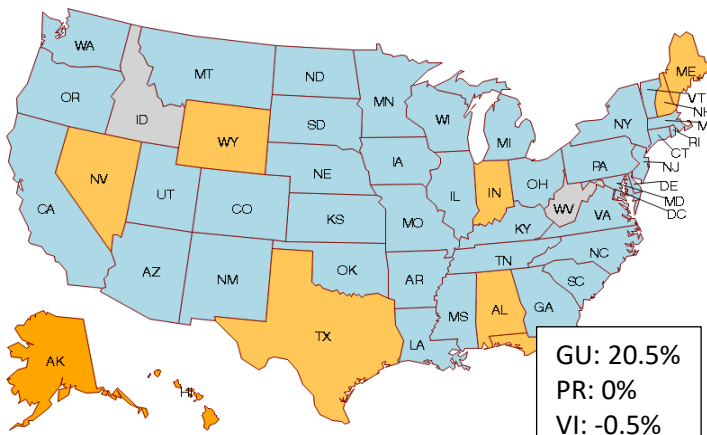 WA
MT
ND
MN
ME
VT
NH
M
RI
CT
NJ
OR
ID
SD
WI
MI
NY
WY
IA
PA
NE
IL
IN
OH
DE
MD
DC
NV
UT
CO
KS
MO
KY
WV
VA
CA
AZ
NM
OK
AR
TN
NC
SC
TX
LA
MS
AL
GA
AK
HI
GU: 20.5%
PR: 0%
VI: -0.5%